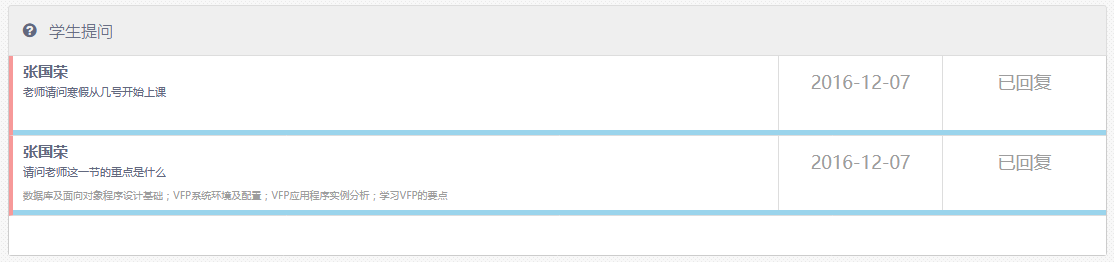 学生提问
张国荣
老师请问寒假从几号开始上课
2016-12-07
已回复
张国荣
请问老师这一节的重点是什么
数据库及面向对象程序设计基础；VFP系统环境及配置；VFP应用程序实例分析；学习VFP的要点
2016-12-07
已回复